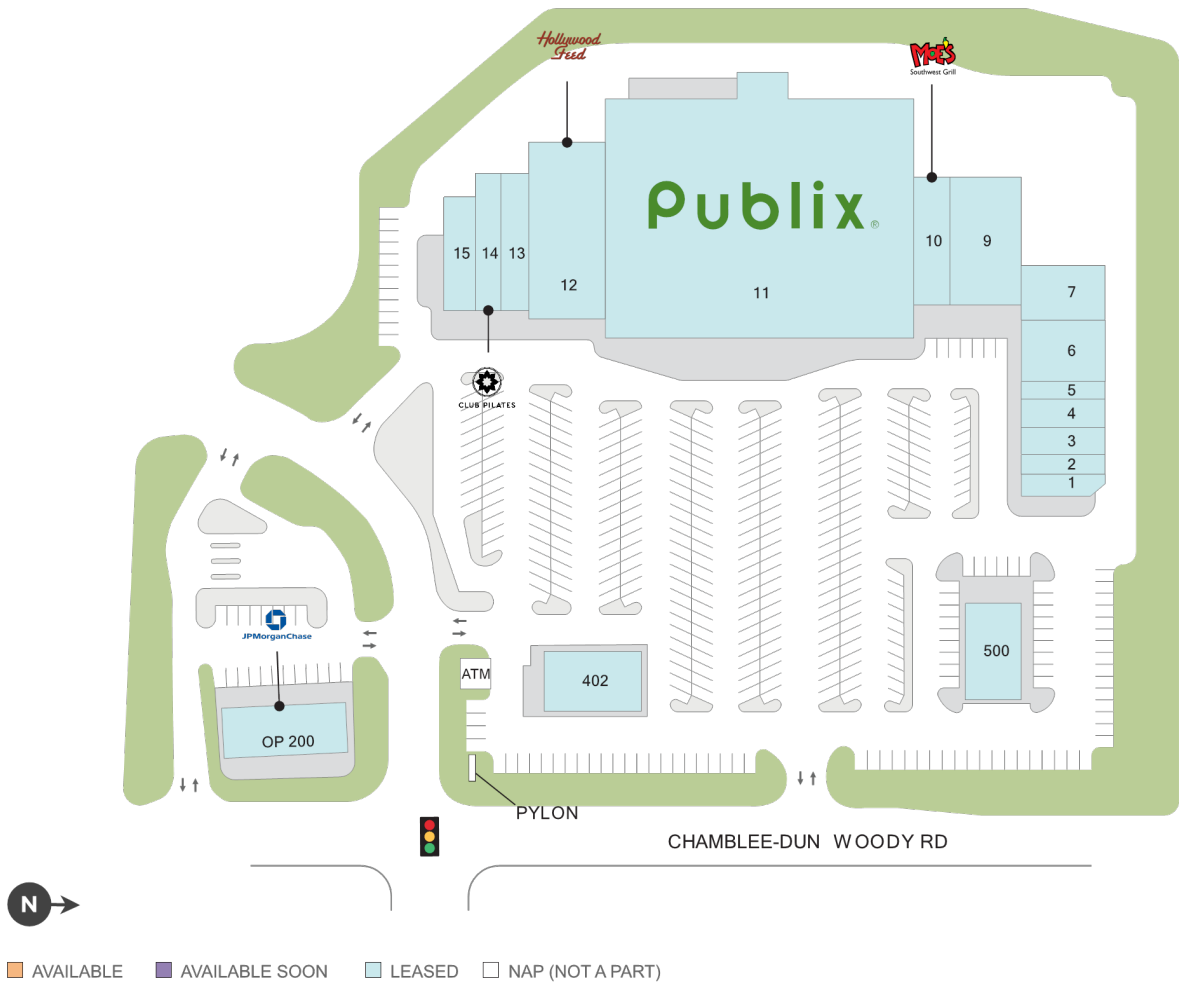 Hollywood
Feed
MOE'S
Southwest Grill
Publix®
15
14
13
12
11
10
9
7
6
5
4
3
2
1
CLUB PILATES
JPMorganChase
OP 200
ATM
402
500
PYLON
CHAMBLEE-DUN WOODY RD
N
AVAILABLE
AVAILABLE SOON
LEASED
NAP (NOT A PART)